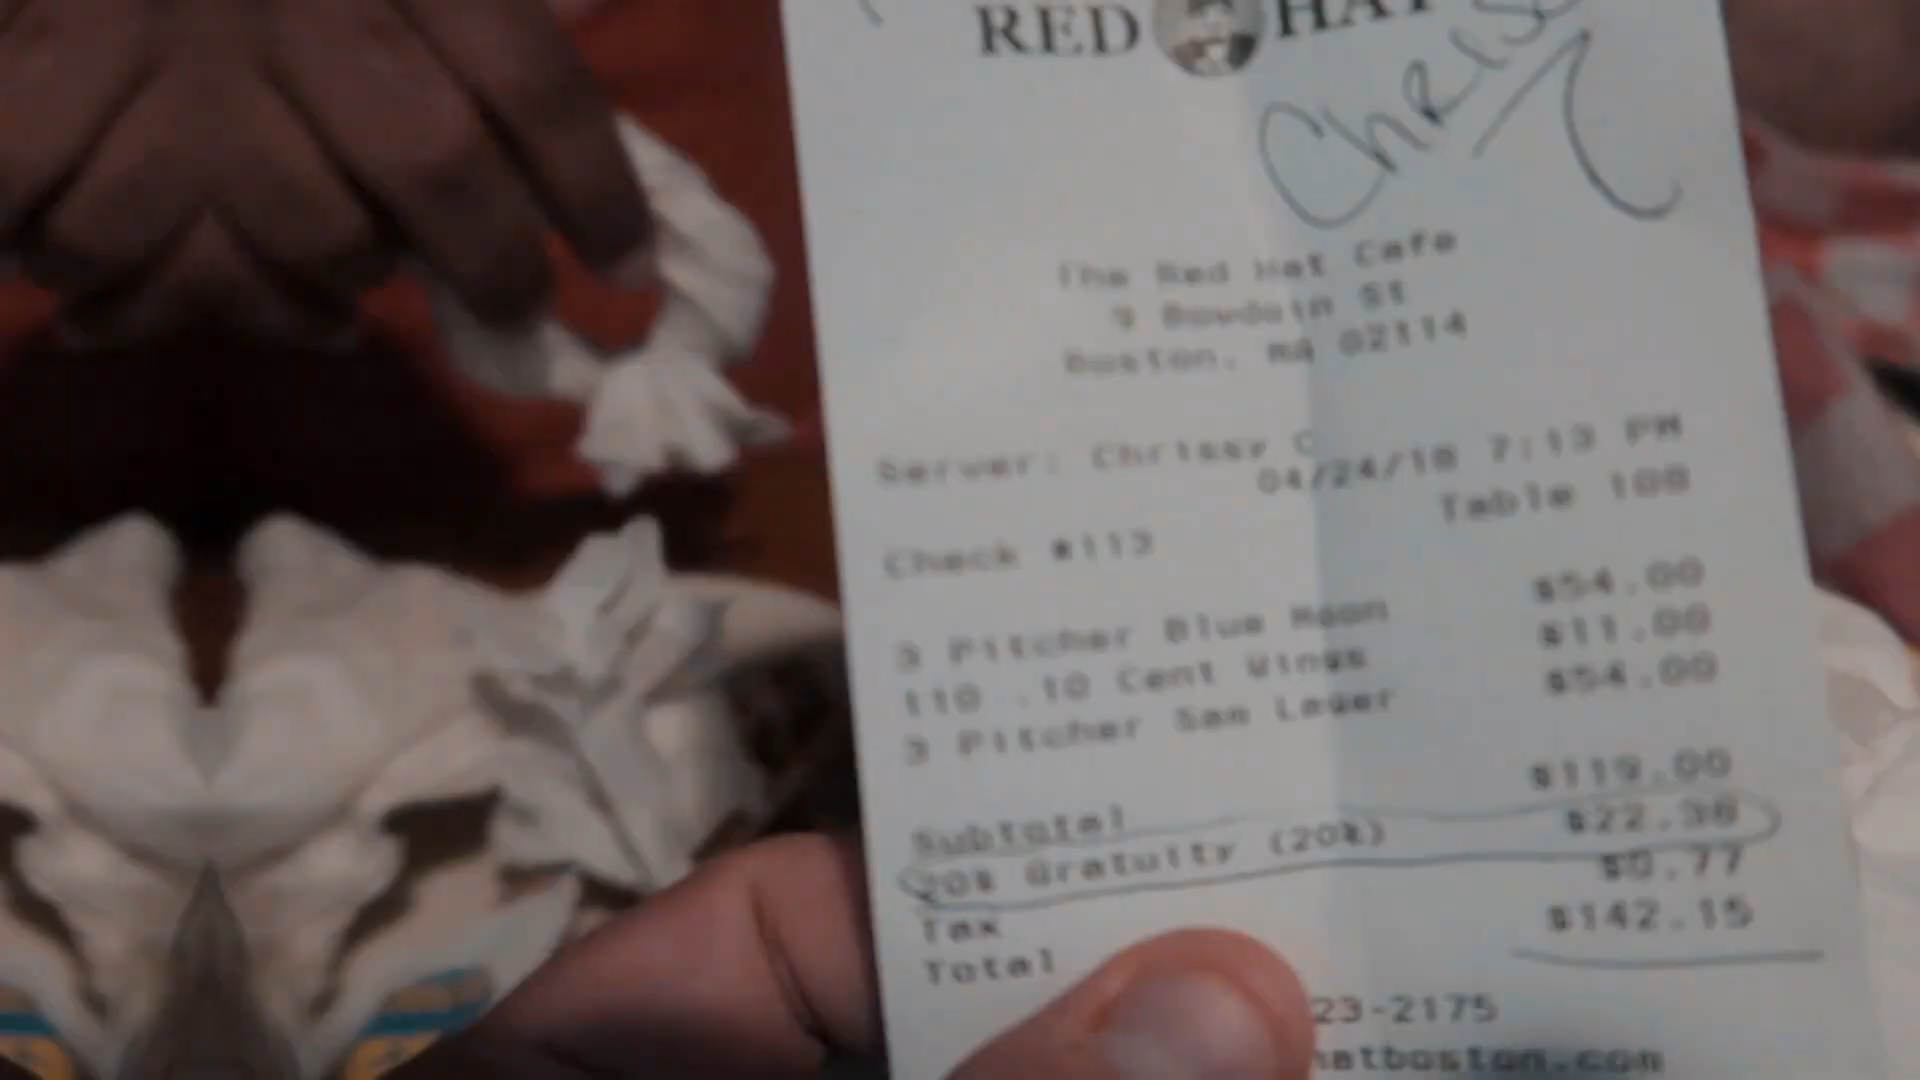 RED HAT
Chrissy
The Red Hat Cafe
9 Bowdoin St
Boston, MA 02114
Server: Chrissy C
04/24/18 7:13 PM
Table 108
Check #113
3 Pitcher Blue Moon $54.00
110 .10 Cent Wings $11.00
3 Pitcher Sam Lager $54.00
Subtotal $119.00
20% Gratuity (20%) $22.38
Tax $0.77
Total $142.15
23-2175
hatboston.com